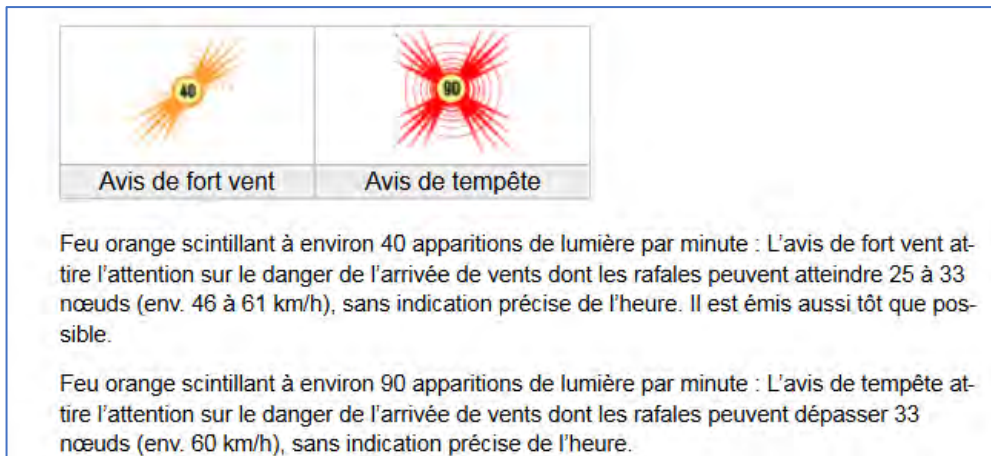 40
90
Avis de fort vent
Avis de tempête
Feu orange scintillant à environ 40 apparitions de lumière par minute : L'avis de fort vent at-
tire l'attention sur le danger de l'arrivée de vents dont les rafales peuvent atteindre 25 à 33
nœuds (env. 46 à 61 km/h), sans indication précise de l'heure. Il est émis aussi tôt que pos-
sible.
Feu orange scintillant à environ 90 apparitions de lumière par minute : L'avis de tempête at-
tire l'attention sur le danger de l'arrivée de vents dont les rafales peuvent dépasser 33
nœuds (env. 60 km/h), sans indication précise de l'heure.